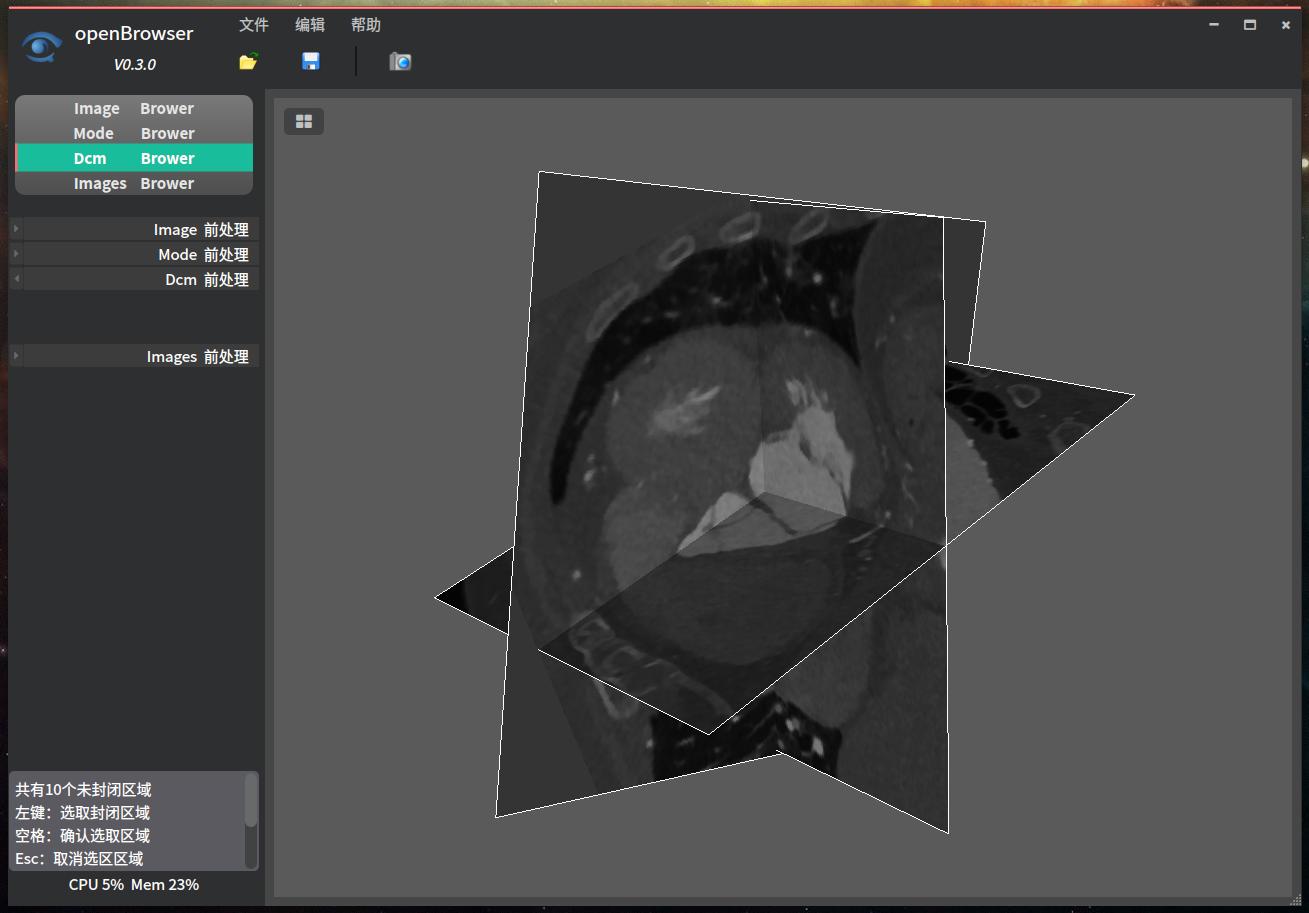 openBrowser
V0.3.0
文件 编辑 帮助
Image Brower
Mode Brower
Dcm Brower
Images Brower
Image 前处理
Mode 前处理
Dcm 前处理
Images 前处理
共有10个未封闭区域
左键：选取封闭区域
空格：确认选取区域
Esc：取消选区区域
CPU 5% Mem 23%